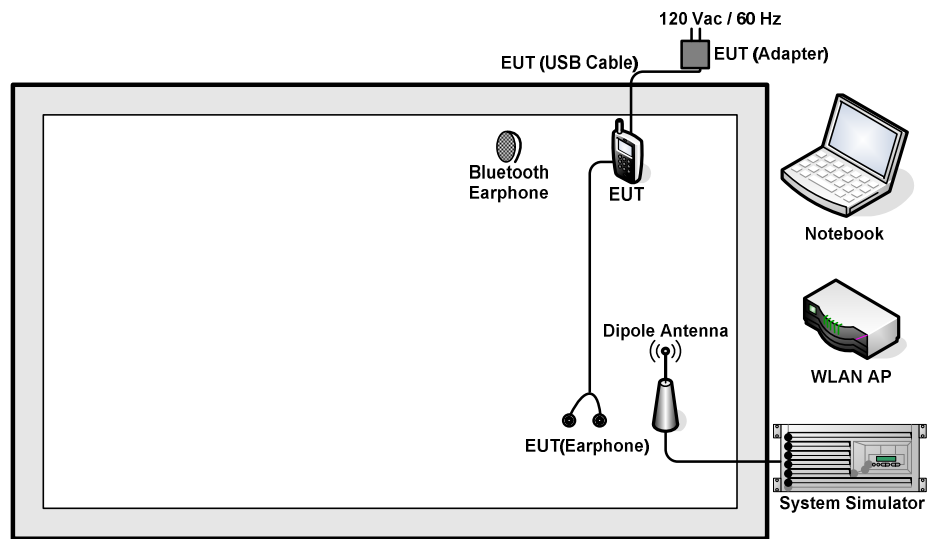 120 Vac / 60 Hz
EUT (USB Cable)
EUT (Adapter)
Bluetooth
Earphone
EUT
Notebook
Dipole Antenna
WLAN AP
EUT(Earphone)
System Simulator